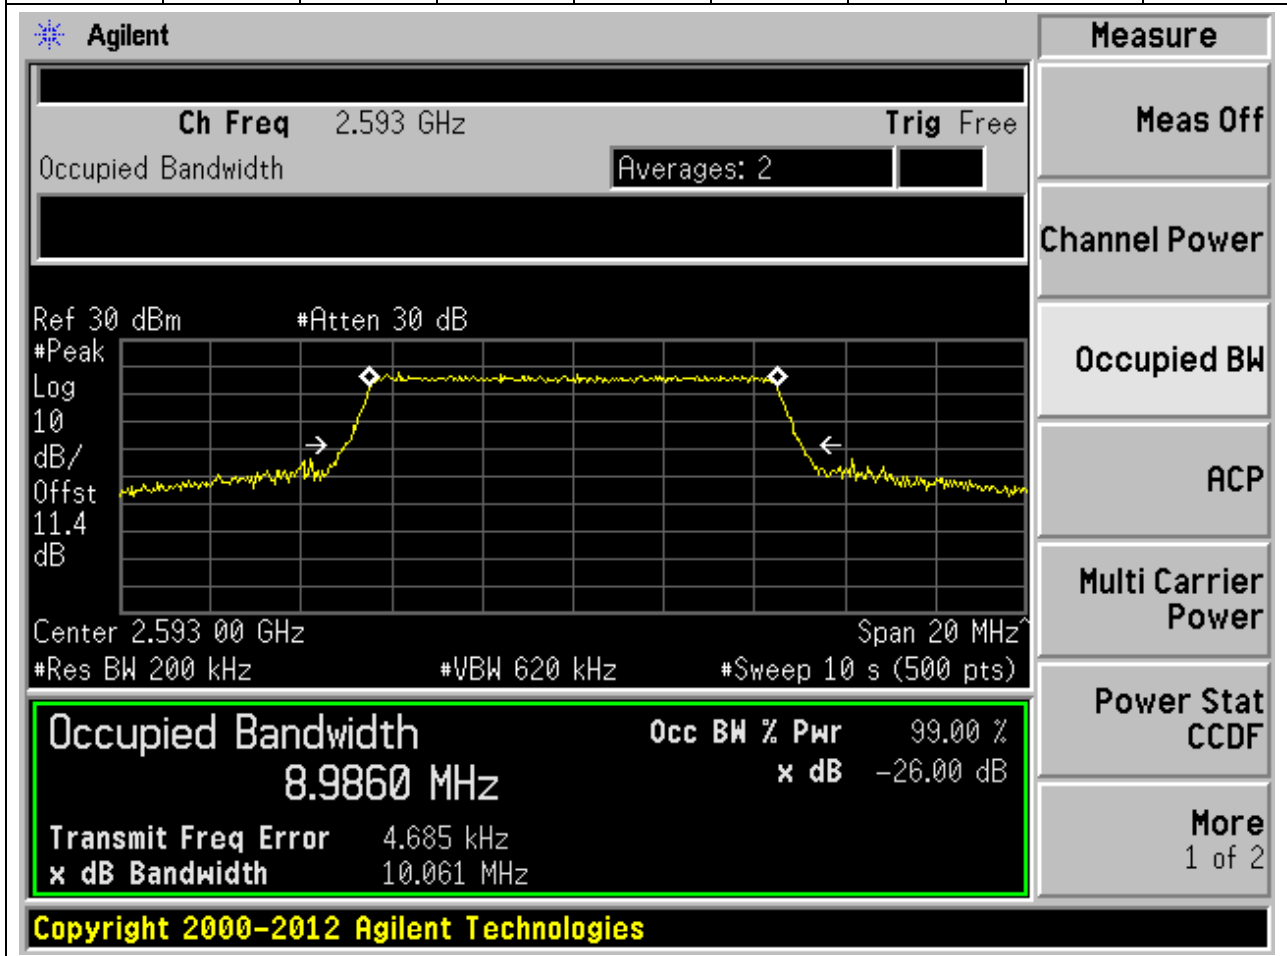 Agilent
Measure
Ch Freq 2.593 GHz Trig Free
Occupied Bandwidth Averages: 2
Meas Off
Channel Power
Occupied BW
ACP
Multi Carrier
Power
Power Stat
CCDF
More
1 of 2
Ref 30 dBm #Atten 30 dB
#Peak
Log
10
dB/
Offst
11.4
dB
Center 2.593 00 GHz Span 20 MHz^
#Res BW 200 kHz #VBW 620 kHz #Sweep 10 s (500 pts)
Occupied Bandwidth Occ BW % Pwr 99.00 %
8.9860 MHz x dB -26.00 dB
Transmit Freq Error 4.685 kHz
x dB Bandwidth 10.061 MHz
Copyright 2000-2012 Agilent Technologies